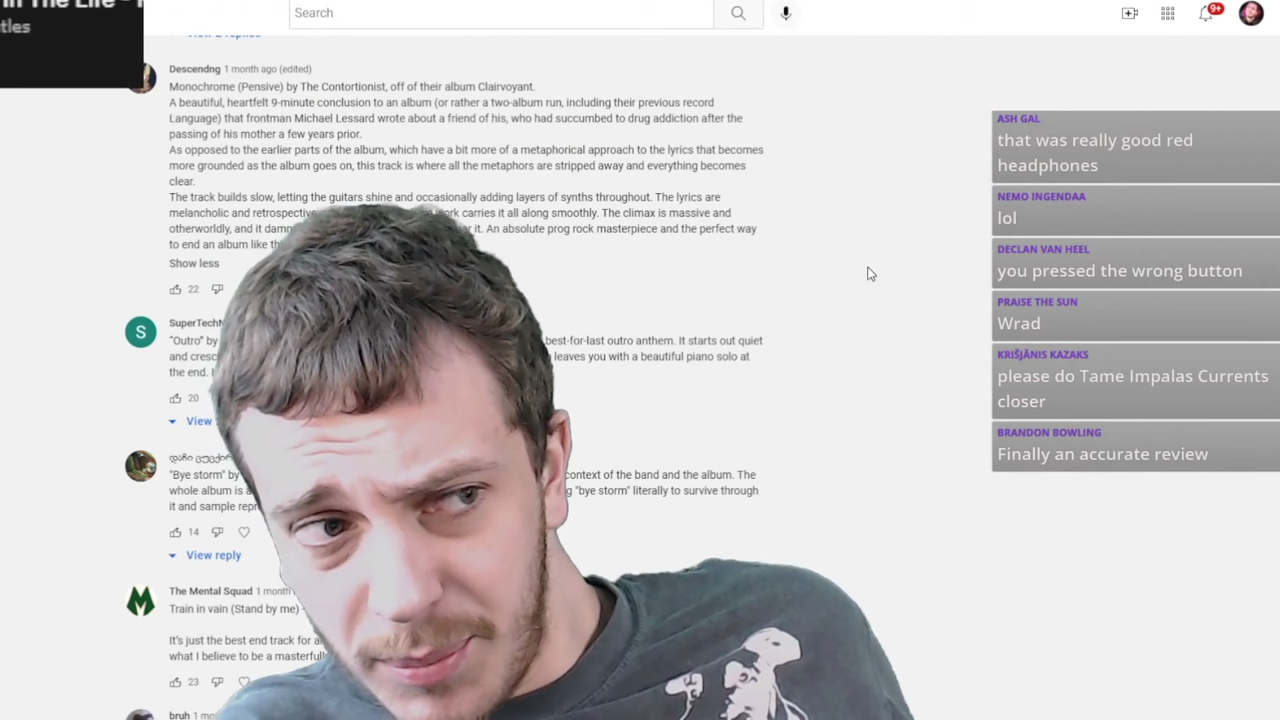 In The Life -
tles
Search
9+
Descendng 1 month ago (edited)
Monochrome (Pensive) by The Contortionist, off of their album Clairvoyant.
A beautiful, heartfelt 9-minute conclusion to an album (or rather a two-album run, including their previous record
Language) that frontman Michael Lessard wrote about a friend of his, who had succumbed to drug addiction after the
passing of his mother a few years prior.
As opposed to the earlier parts of the album, which have a bit more of a metaphorical approach to the lyrics that becomes
more grounded as the album goes on, this track is where all the metaphors are stripped away and everything becomes
clear.
The track builds slow, letting the guitars shine and occasionally adding layers of synths throughout. The lyrics are
melancholic and retrospective carries it all along smoothly. The climax is massive and
otherworldly, and it it. An absolute prog rock masterpiece and the perfect way
to end an album like
Show less
22
S
"Outro" by best-for-last outro anthem. It starts out quiet
and leaves you with a beautiful piano solo at
the end.
20
View
"Bye storm" by context of the band and the album. The
whole album is "bye storm" literally to survive through
it and sample
14
View reply
The Mental Squad 1 month
Train in vain (Stand by me)
It's just the best end track for
what I believe to be a
23
bruh
ASH GAL
that was really good red
headphones
NEMO INGENDAA
lol
DECLAN VAN HEEL
you pressed the wrong button
PRAISE THE SUN
Wrad
KRIŠJĀNIS KAZAKS
please do Tame Impalas Currents
closer
BRANDON BOWLING
Finally an accurate review